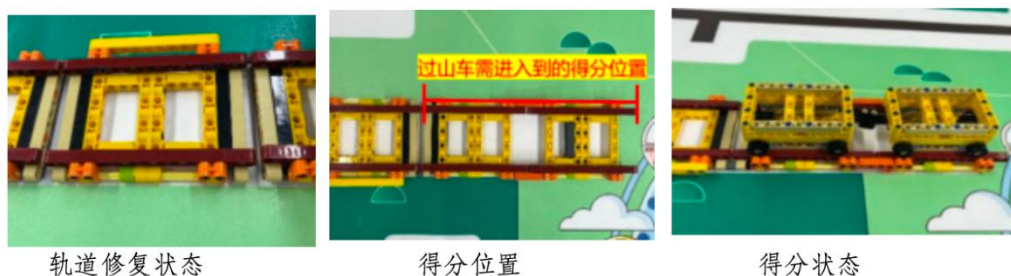 过山车需进入到的得分位置
轨道修复状态
得分位置
得分状态